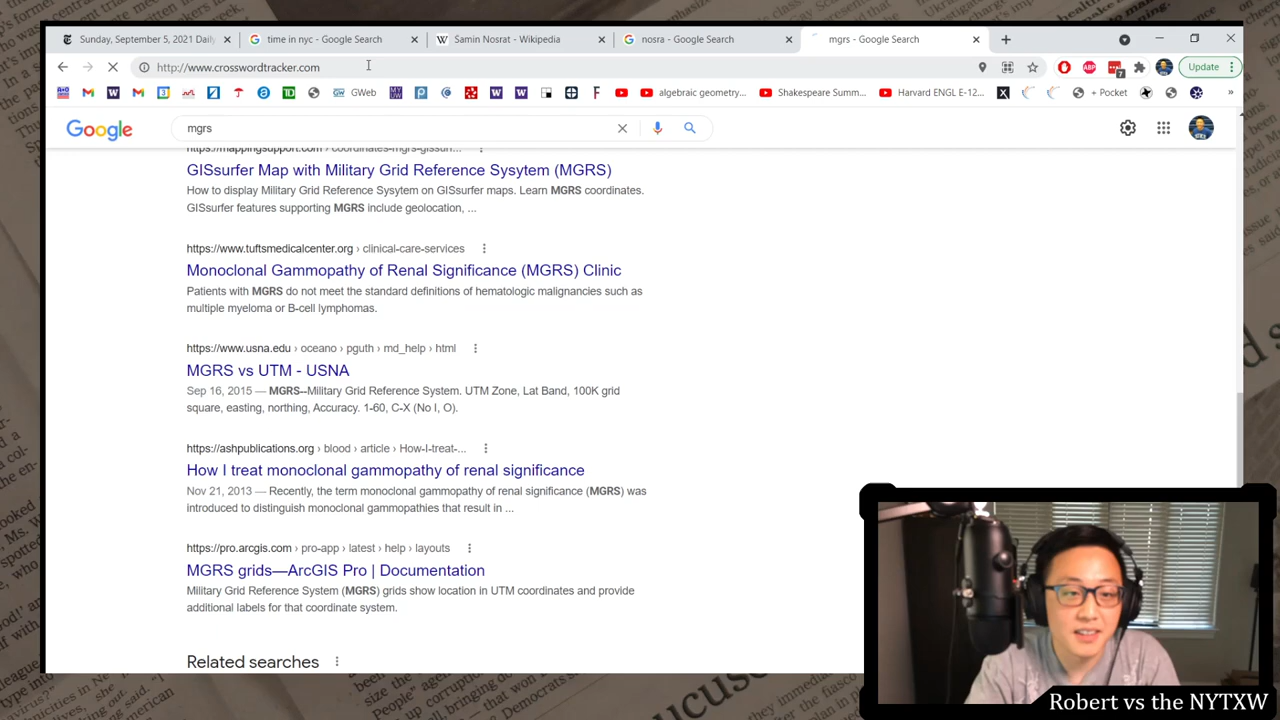 Sunday, September 5, 2021 Daily
time in nyc - Google Search
Samin Nosrat - Wikipedia
nosra - Google Search
mgrs - Google Search
http://www.crosswordtracker.com
Update
GWeb
algebraic geometry...
Shakespeare Summ...
Harvard ENGL E-12...
+ Pocket
Google
mgrs
https://mappingsupport.com › coordinates-mgrs-gissurf...
GISsurfer Map with Military Grid Reference Sysytem (MGRS)
How to display Military Grid Reference Sysytem on GISsurfer maps. Learn MGRS coordinates.
GISsurfer features supporting MGRS include geolocation, ...
https://www.tuftsmedicalcenter.org › clinical-care-services
Monoclonal Gammopathy of Renal Significance (MGRS) Clinic
Patients with MGRS do not meet the standard definitions of hematologic malignancies such as
multiple myeloma or B-cell lymphomas.
https://www.usna.edu › oceano › pguth › md_help › html
MGRS vs UTM - USNA
Sep 16, 2015 — MGRS--Military Grid Reference System. UTM Zone, Lat Band, 100K grid
square, easting, northing, Accuracy. 1-60, C-X (No I, O).
https://ashpublications.org › blood › article › How-I-treat-...
How I treat monoclonal gammopathy of renal significance
Nov 21, 2013 — Recently, the term monoclonal gammopathy of renal significance (MGRS) was
introduced to distinguish monoclonal gammopathies that result in ...
https://pro.arcgis.com › pro-app › latest › help › layouts
MGRS grids—ArcGIS Pro | Documentation
Military Grid Reference System (MGRS) grids show location in UTM coordinates and provide
additional labels for that coordinate system.
Related searches
Robert vs the NYTXW